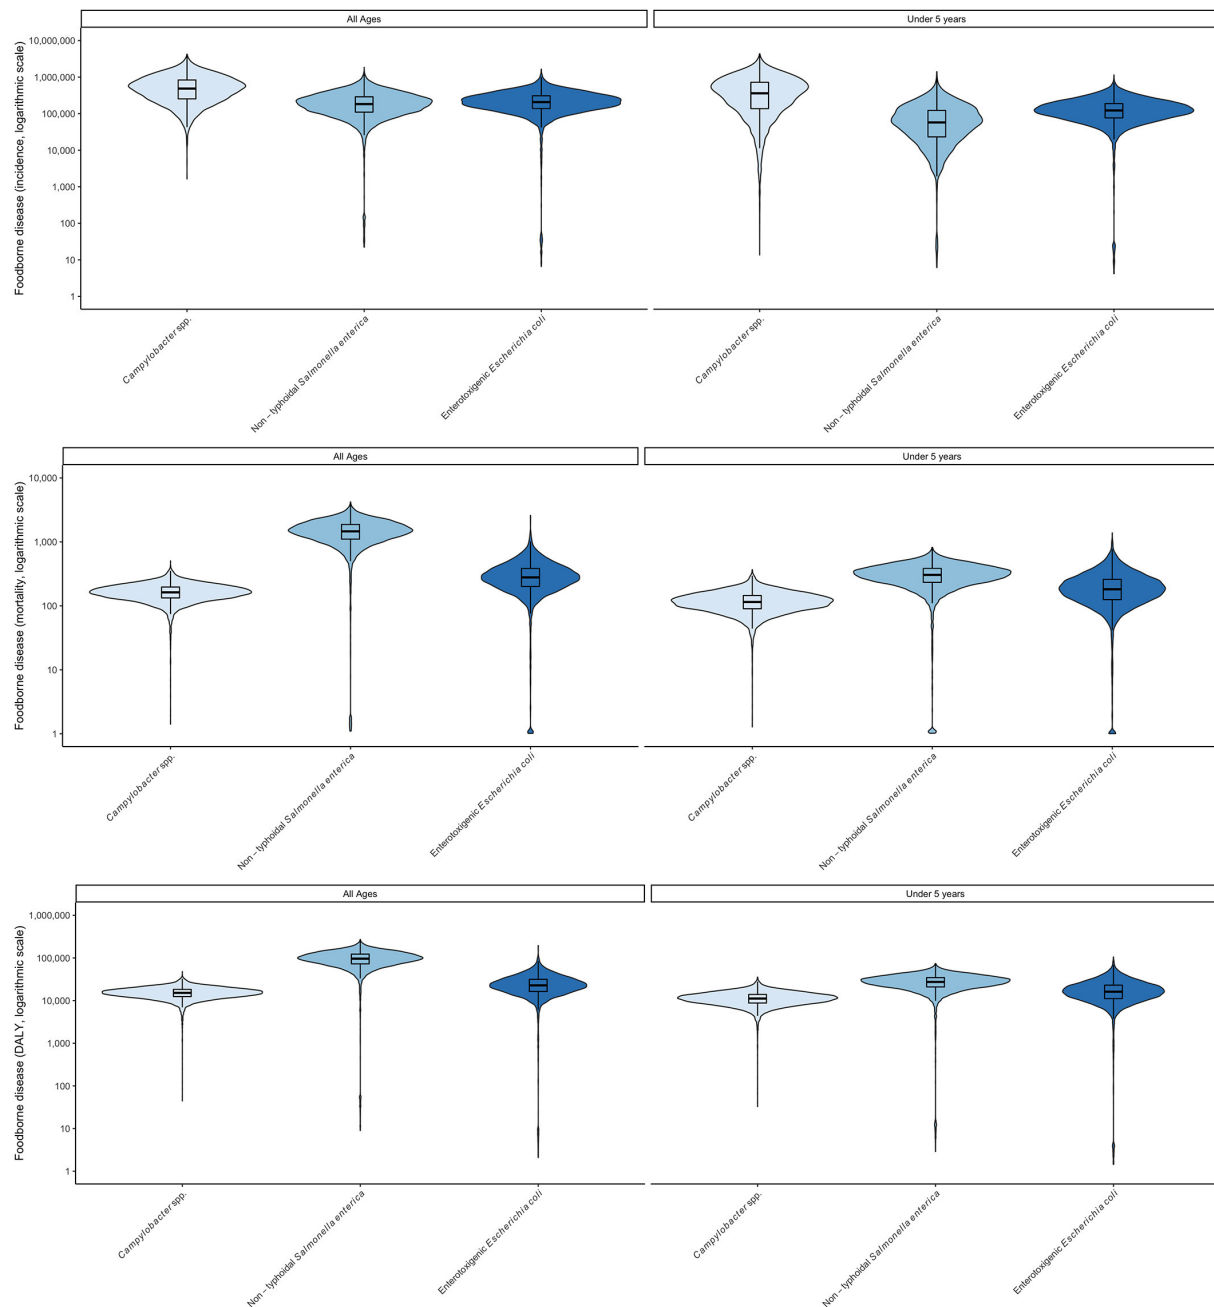 All Ages
Under 5 years
Foodborne disease (incidence, logarithmic scale)
10,000,000
1,000,000
100,000
10,000
1,000
100
10
1
Campylobacter spp.
Non – typhoidal Salmonella enterica
Enterotoxigenic Escherichia coli
Campylobacter spp.
Non – typhoidal Salmonella enterica
Enterotoxigenic Escherichia coli
All Ages
Under 5 years
Foodborne disease (mortality, logarithmic scale)
10,000
1,000
100
10
1
Campylobacter spp.
Non – typhoidal Salmonella enterica
Enterotoxigenic Escherichia coli
Campylobacter spp.
Non – typhoidal Salmonella enterica
Enterotoxigenic Escherichia coli
All Ages
Under 5 years
Foodborne disease (DALY, logarithmic scale)
1,000,000
100,000
10,000
1,000
100
10
1
Campylobacter spp.
Non – typhoidal Salmonella enterica
Enterotoxigenic Escherichia coli
Campylobacter spp.
Non – typhoidal Salmonella enterica
Enterotoxigenic Escherichia coli